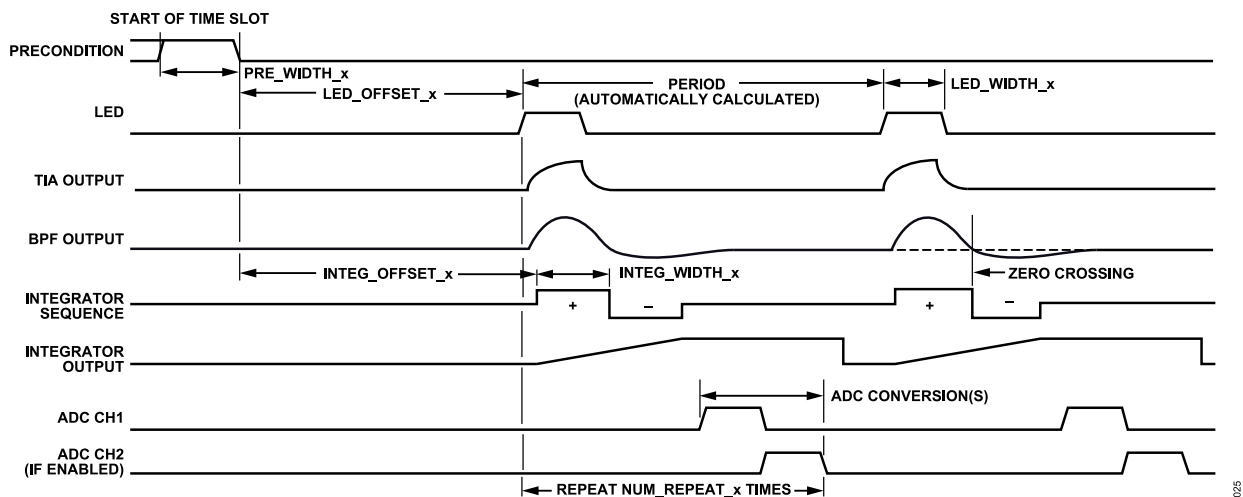 START OF TIME SLOT
PRECONDITION
PRE_WIDTH_x
LED_OFFSET_x
PERIOD
(AUTOMATICALLY CALCULATED)
LED_WIDTH_x
LED
TIA OUTPUT
BPF OUTPUT
INTEG_OFFSET_x
INTEG_WIDTH_x
ZERO CROSSING
INTEGRATOR
SEQUENCE
+
–
+
–
INTEGRATOR
OUTPUT
ADC CONVERSION(S)
ADC CH1
ADC CH2
(IF ENABLED)
REPEAT NUM_REPEAT_x TIMES
025